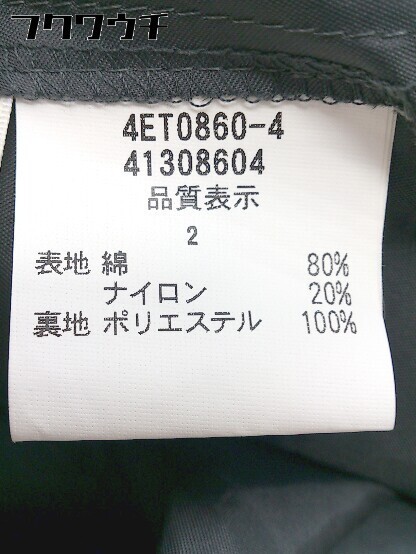 フクワウチ
4ET0860-4
41308604
品質表示
2
表地 綿 80%
ナイロン 20%
裏地 ポリエステル 100%